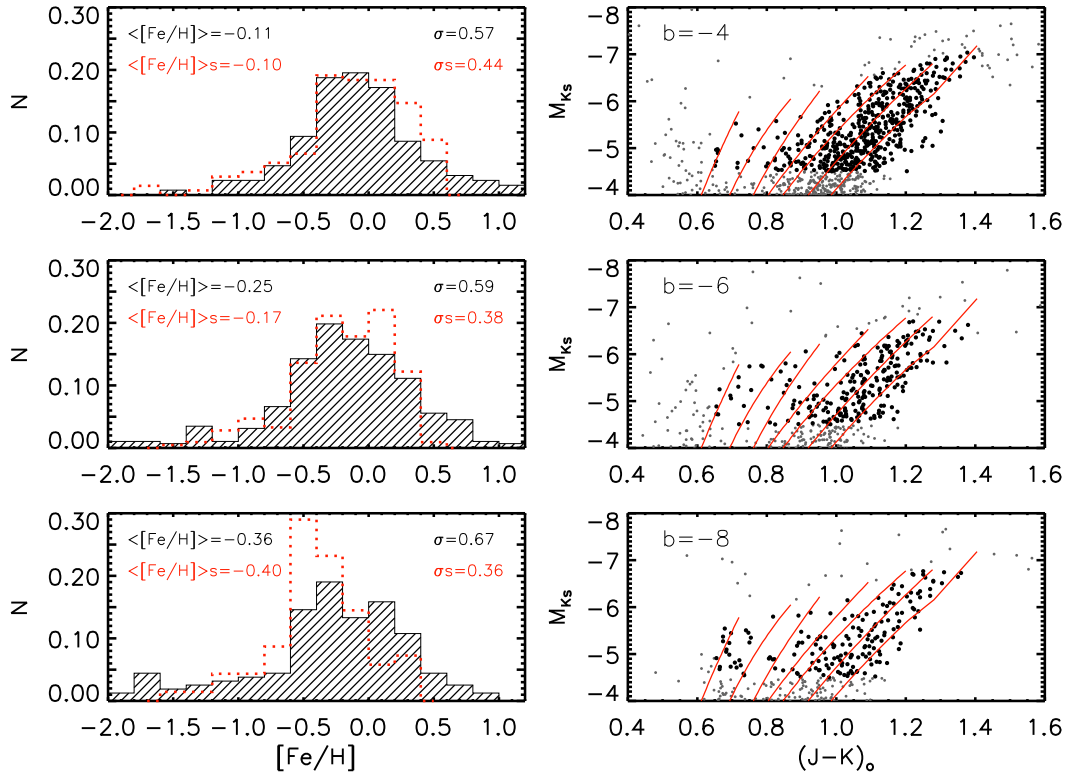 0.30
<[Fe/H]>=−0.11 σ=0.57
<[Fe/H]>s=−0.10 σs=0.44
0.20
N
0.10
0.00
−2.0 −1.5 −1.0 −0.5 0.0 0.5 1.0
−8
b=−4
−7
M_Ks
−6
−5
−4
0.4 0.6 0.8 1.0 1.2 1.4 1.6
0.30
<[Fe/H]>=−0.25 σ=0.59
<[Fe/H]>s=−0.17 σs=0.38
0.20
N
0.10
0.00
−2.0 −1.5 −1.0 −0.5 0.0 0.5 1.0
−8
b=−6
−7
M_Ks
−6
−5
−4
0.4 0.6 0.8 1.0 1.2 1.4 1.6
0.30
<[Fe/H]>=−0.36 σ=0.67
<[Fe/H]>s=−0.40 σs=0.36
0.20
N
0.10
0.00
−2.0 −1.5 −1.0 −0.5 0.0 0.5 1.0
[Fe/H]
−8
b=−8
−7
M_Ks
−6
−5
−4
0.4 0.6 0.8 1.0 1.2 1.4 1.6
(J−K)₀